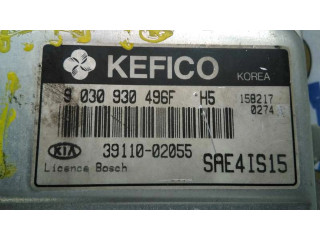 KEFICO KOREA
9 030 930 496F H5 158217
0274
KIA 39110-02055 SAE4IS15
Licence Bosch